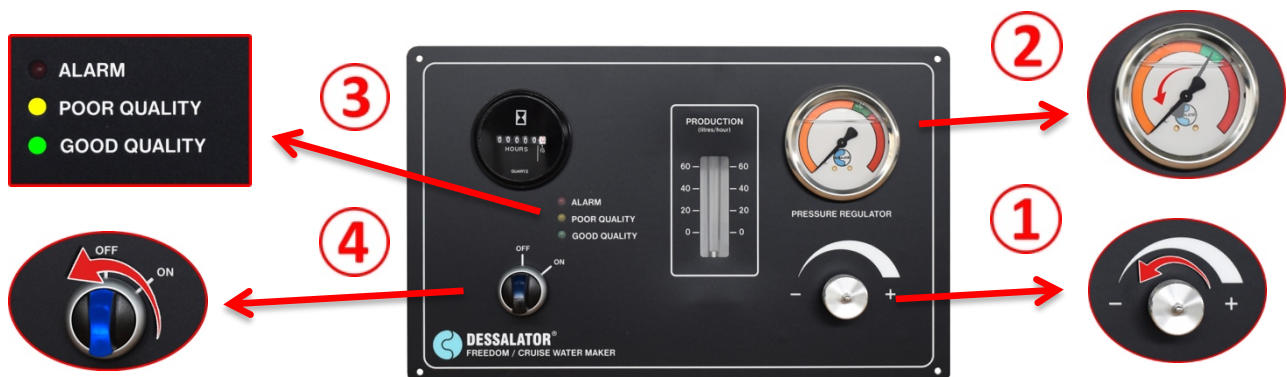 ALARM
POOR QUALITY
GOOD QUALITY
3
2
HOURS
QUARTZ
PRODUCTION
(litres/hour)
60 60
40 40
20 20
0 0
PRESSURE REGULATOR
ALARM
POOR QUALITY
GOOD QUALITY
1
4
OFF
ON
OFF
ON
- +
- +
DESSALATOR®
FREEDOM / CRUISE WATER MAKER